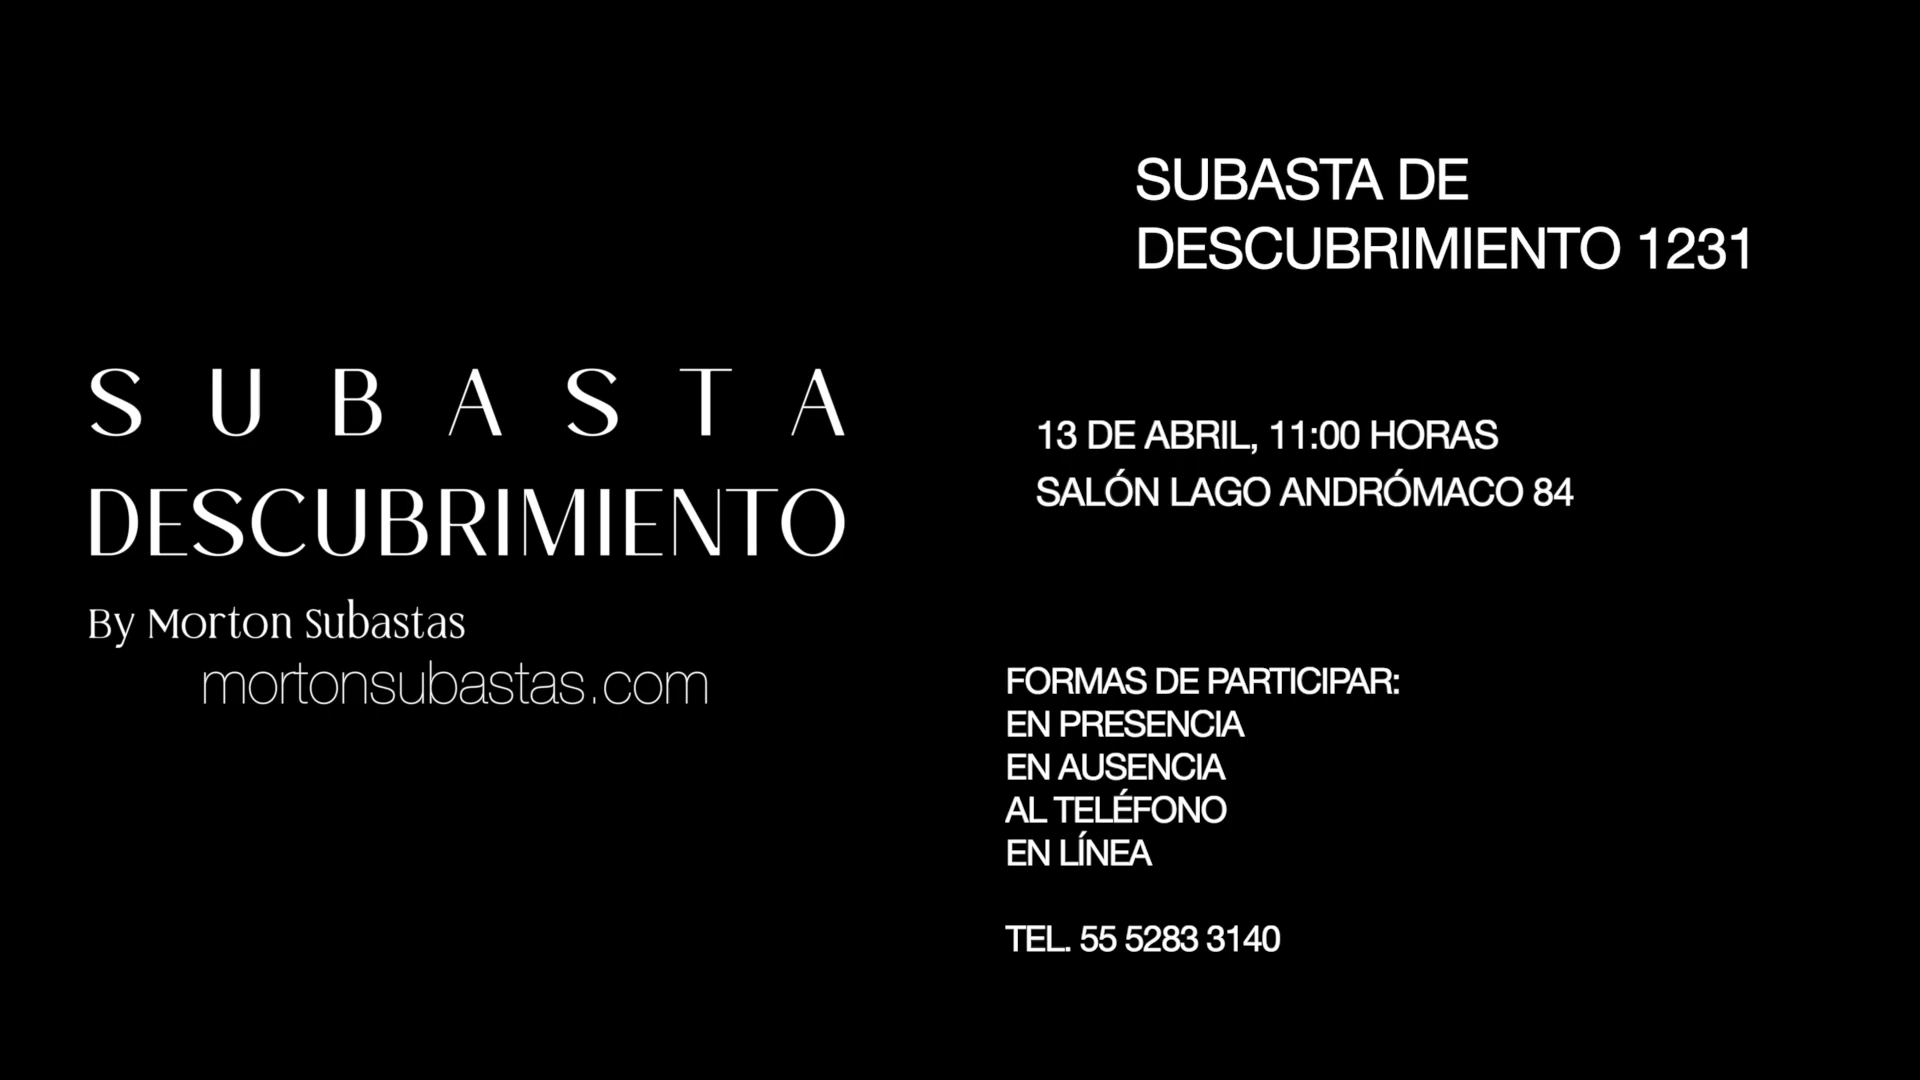 SUBASTA
DESCUBRIMIENTO
By Morton Subastas
mortonsubastas.com
SUBASTA DE
DESCUBRIMIENTO 1231
13 DE ABRIL, 11:00 HORAS
SALÓN LAGO ANDRÓMACO 84
FORMAS DE PARTICIPAR:
EN PRESENCIA
EN AUSENCIA
AL TELÉFONO
EN LÍNEA
TEL. 55 5283 3140